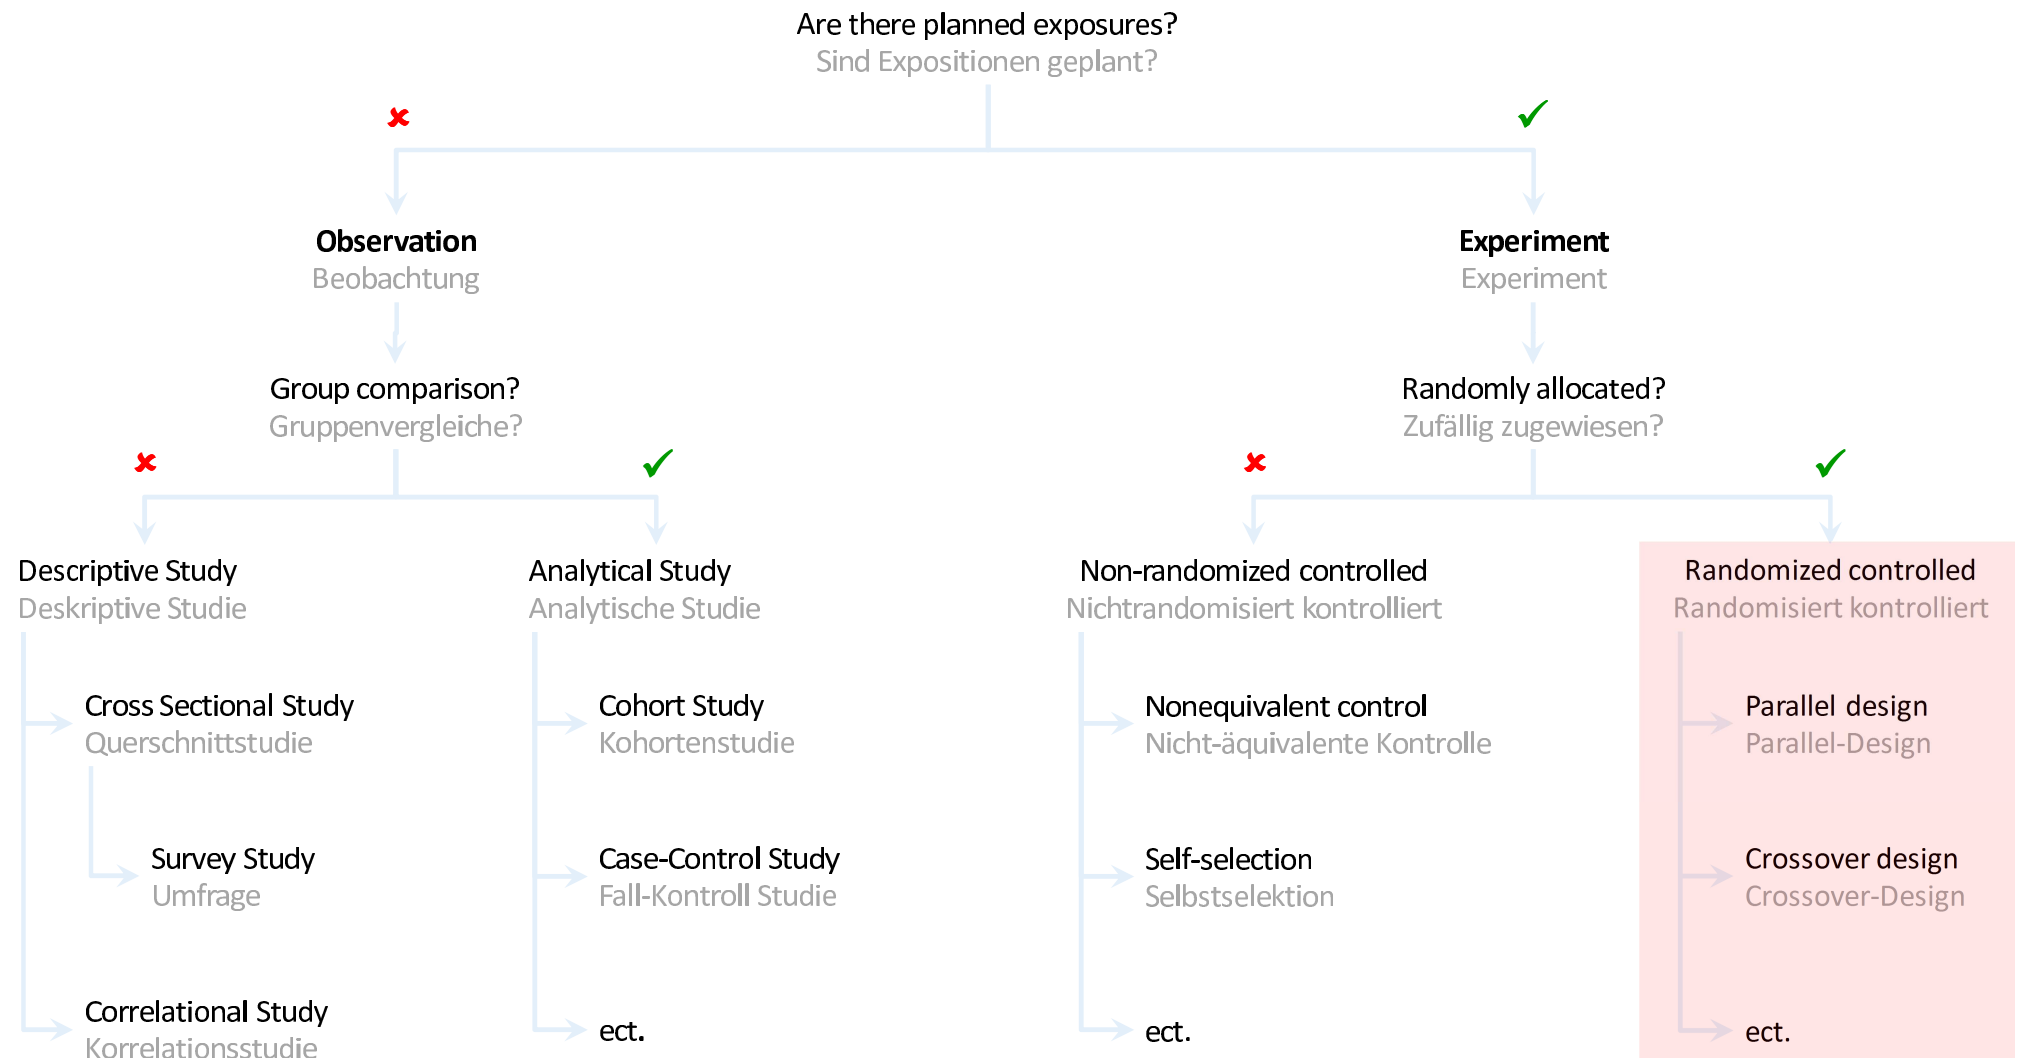 Are there planned exposures?
Sind Expositionen geplant?
Observation
Beobachtung
Experiment
Experiment
Group comparison?
Gruppenvergleiche?
Randomly allocated?
Zufällig zugewiesen?
Descriptive Study
Deskriptive Studie
Cross Sectional Study
Querschnittstudie
Survey Study
Umfrage
Correlational Study
Korrelationsstudie
Analytical Study
Analytische Studie
Cohort Study
Kohortenstudie
Case-Control Study
Fall-Kontroll Studie
ect.
Non-randomized controlled
Nichtrandomisiert kontrolliert
Nonequivalent control
Nicht-äquivalente Kontrolle
Self-selection
Selbstselektion
ect.
Randomized controlled
Randomisiert kontrolliert
Parallel design
Parallel-Design
Crossover design
Crossover-Design
ect.